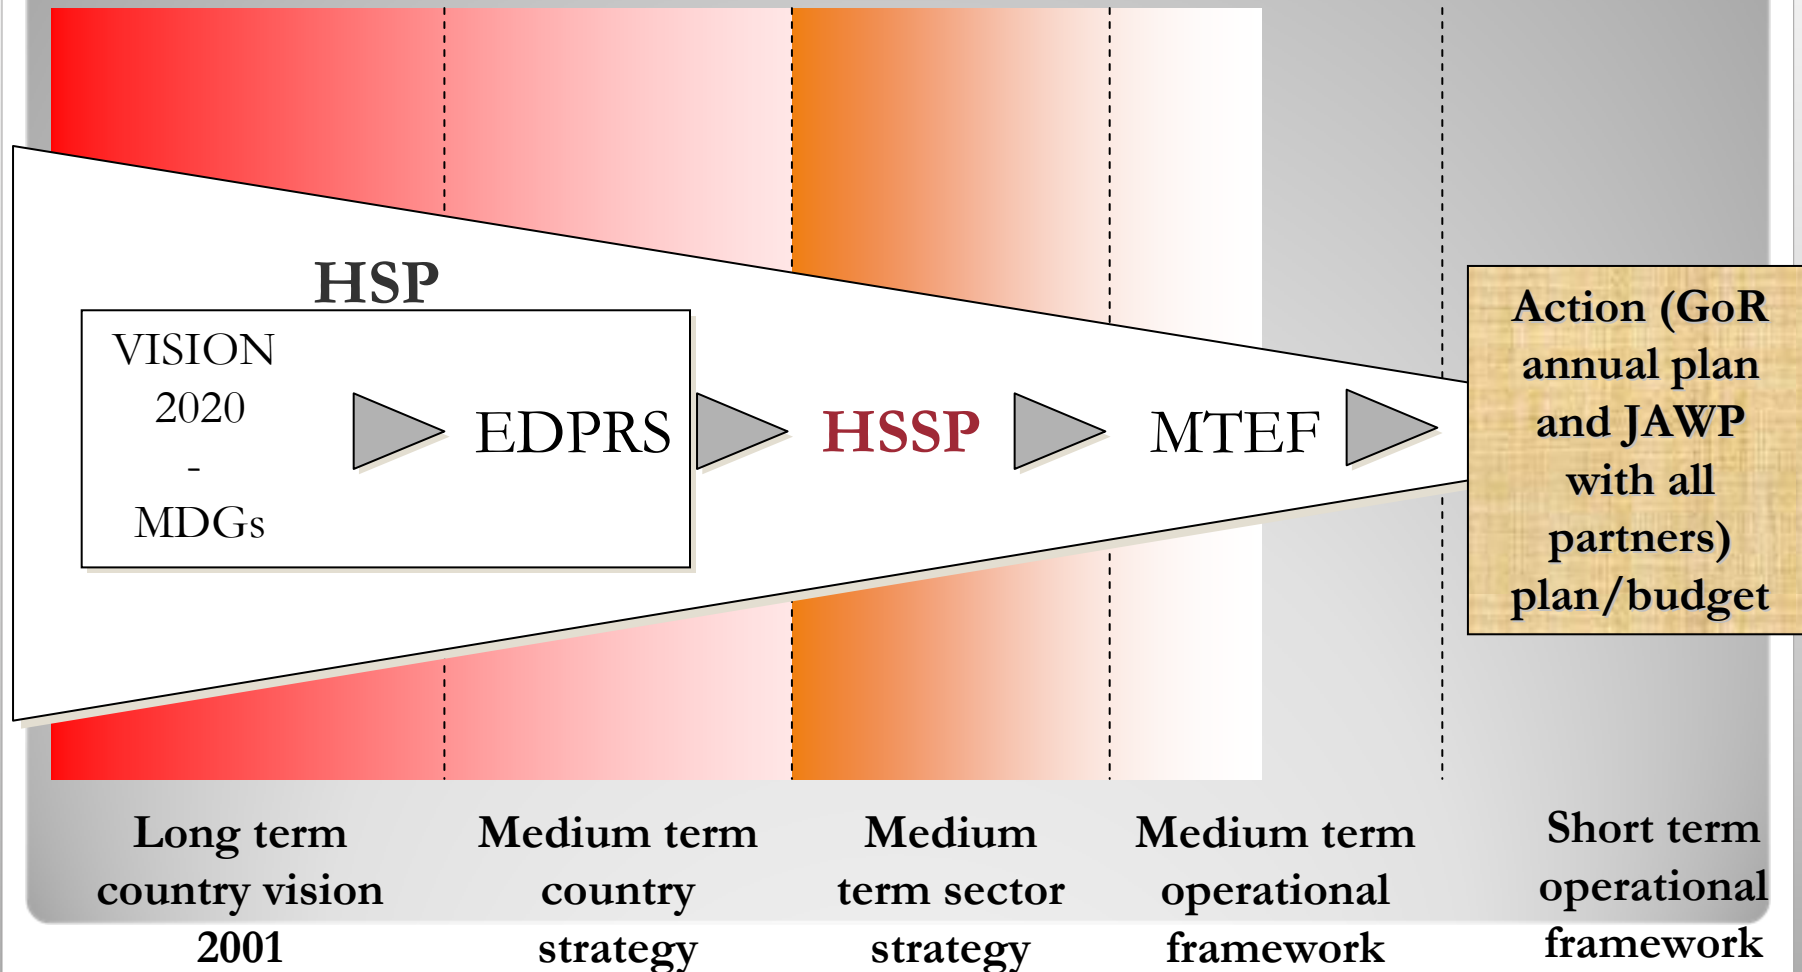 HSP
VISION
2020
-
MDGs
EDPRS
HSSP
MTEF
Action (GoR
annual plan
and JAWP
with all
partners)
plan/budget
Long term
country vision
2001
Medium term
country
strategy
Medium
term sector
strategy
Medium term
operational
framework
Short term
operational
framework